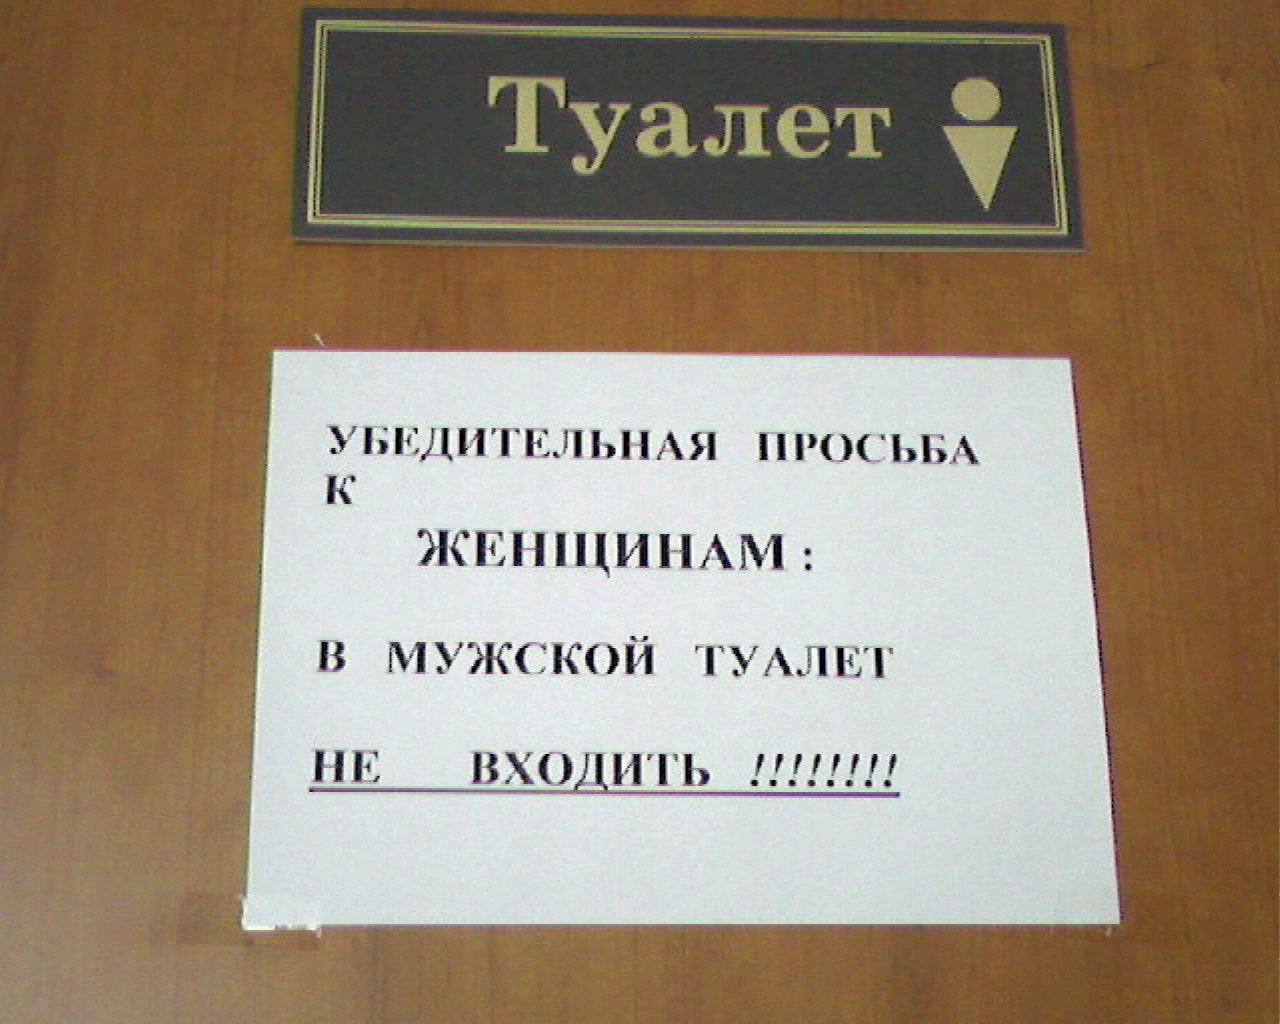 Туалет
УБЕДИТЕЛЬНАЯ ПРОСЬБА
К
ЖЕНЩИНАМ :
В МУЖСКОЙ ТУАЛЕТ
НЕ ВХОДИТЬ !!!!!!!!